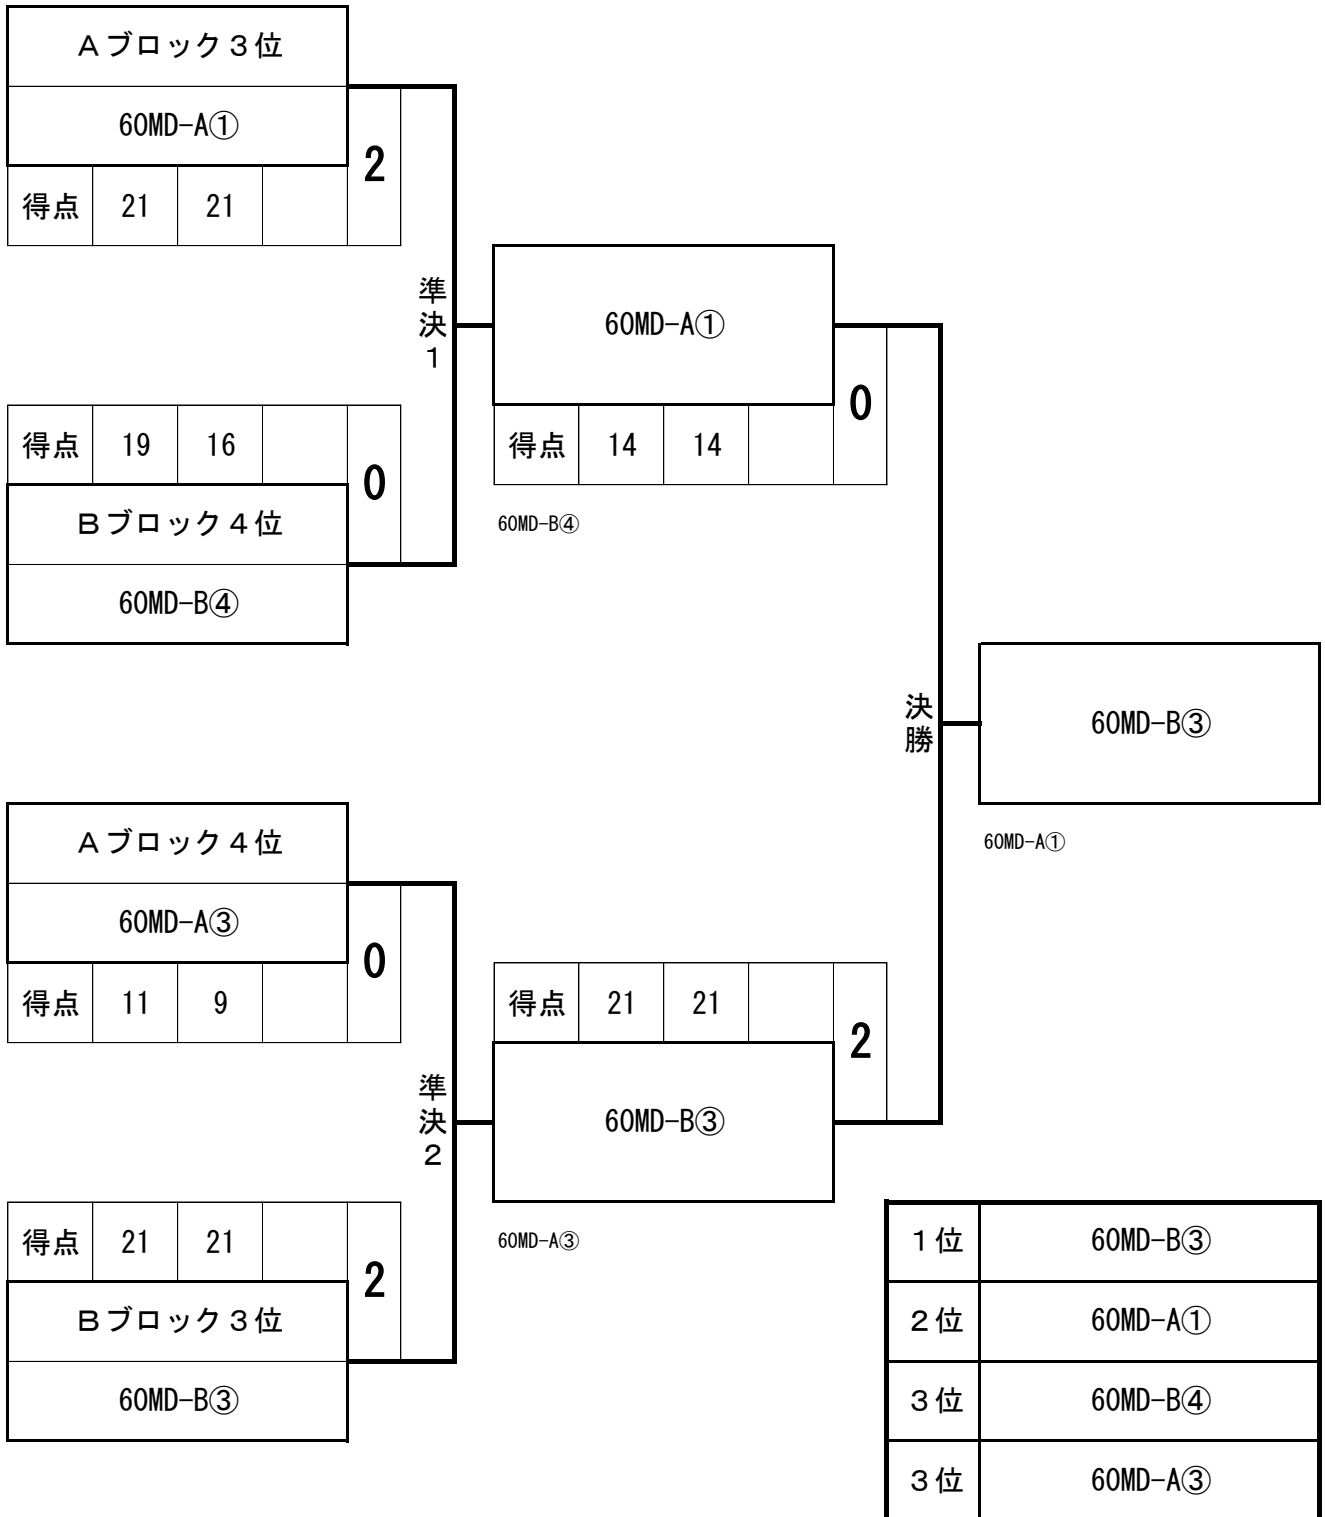 Aブロック３位
60MD-A①
2
得点 21 21
準決１
60MD-A①
0
得点 19 16
0
得点 14 14
Bブロック４位
60MD-B④
60MD-B④
決勝
60MD-B③
60MD-A①
Aブロック４位
60MD-A③
0
得点 11 9
得点 21 21
2
準決２
60MD-B③
60MD-A③
得点 21 21
2
Bブロック３位
60MD-B③
１位 60MD-B③
２位 60MD-A①
３位 60MD-B④
３位 60MD-A③